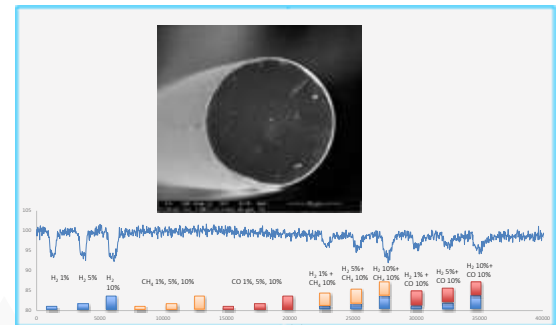 105
100
95
90
85
80
H₂ 1%
H₂ 5%
H₂
10%
CH₄ 1%, 5%, 10%
CO 1%, 5%, 10%
H₂ 1% +
CH₄ 10%
H₂ 5%+
CH₄ 10%
H₂ 10%+
CH₄ 10%
H₂ 1% +
CO 10%
H₂ 5%+
CO 10%
H₂ 10%+
CO 10%
0
5000
10000
15000
20000
25000
30000
35000
40000